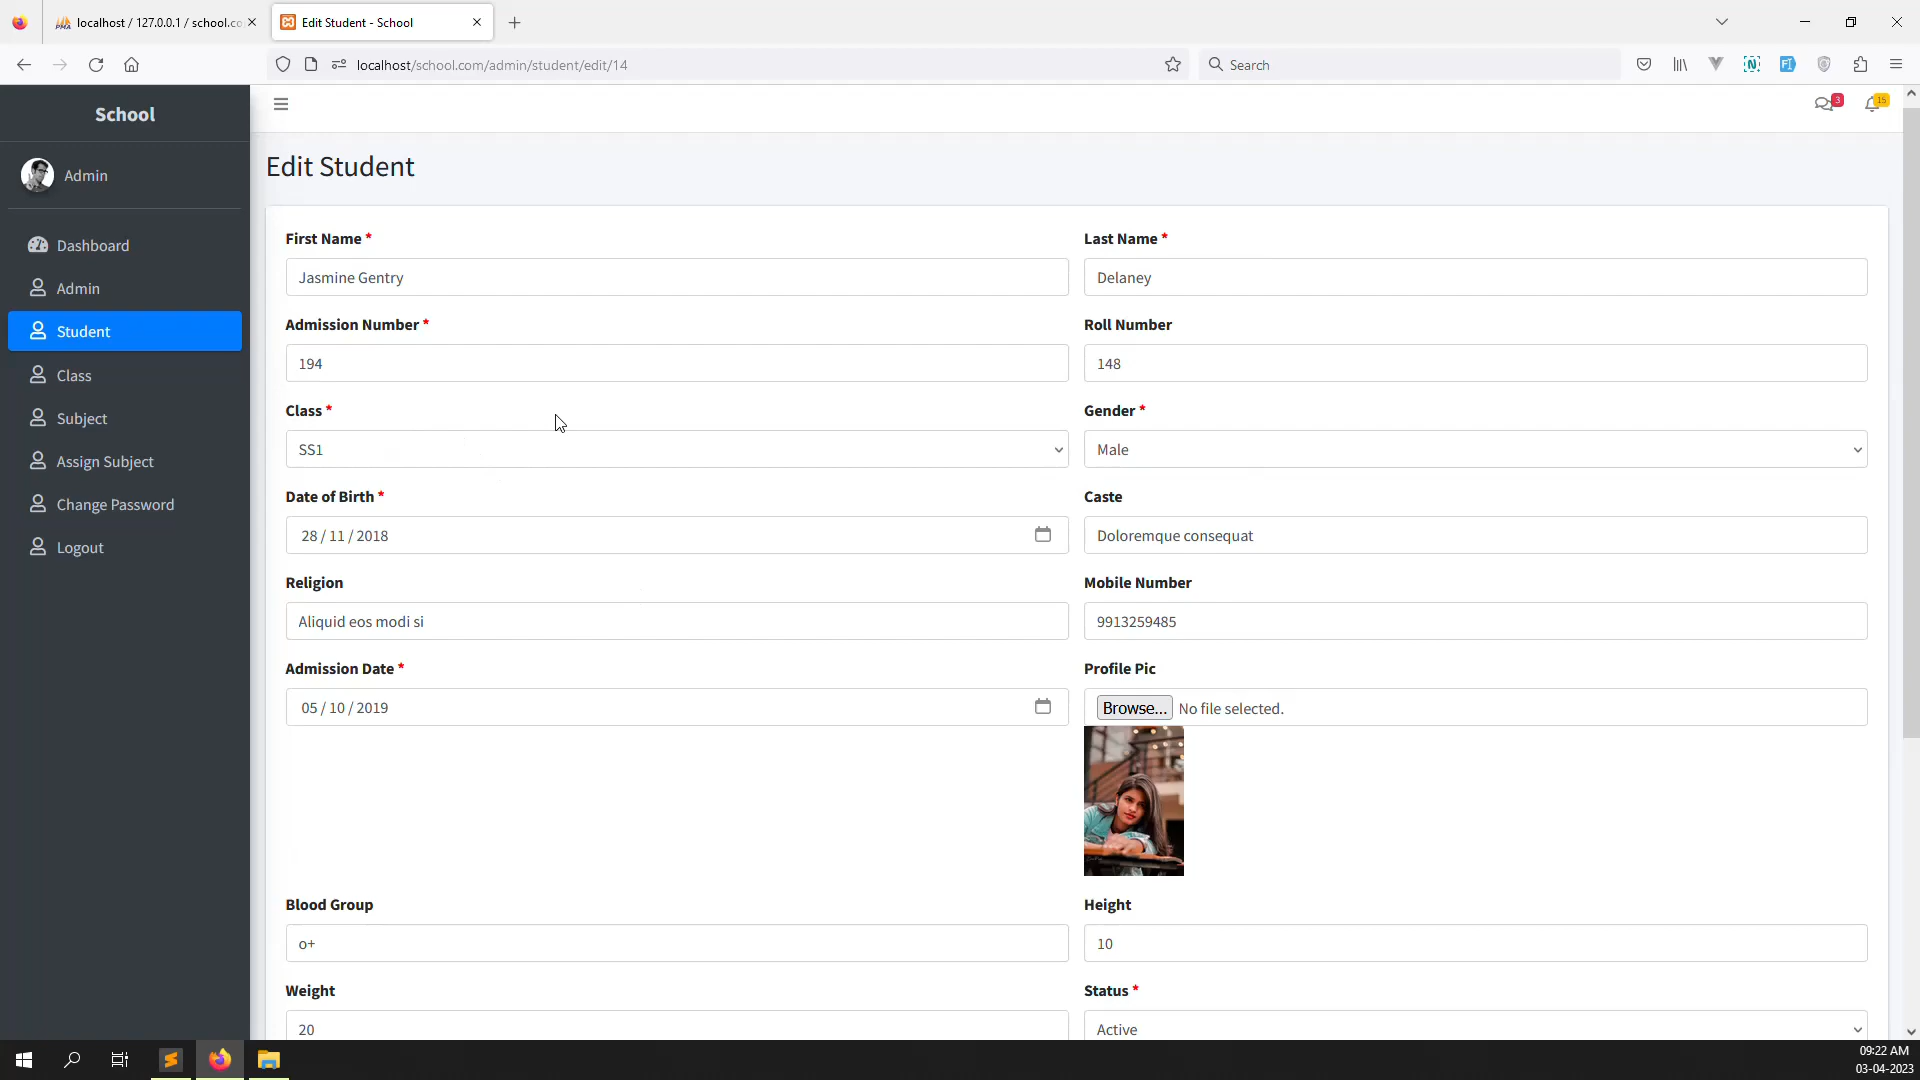 localhost / 127.0.0.1 / school.co
Edit Student - School
localhost/school.com/admin/student/edit/14
Search
School
3
15
Admin
Edit Student
Dashboard
Admin
Student
Class
Subject
Assign Subject
Change Password
Logout
First Name *
Last Name *
Jasmine Gentry
Delaney
Admission Number *
Roll Number
194
148
Class *
Gender *
SS1
Male
Date of Birth *
Caste
28 / 11 / 2018
Doloremque consequat
Religion
Mobile Number
Aliquid eos modi si
9913259485
Admission Date *
Profile Pic
05 / 10 / 2019
Browse... No file selected.
Blood Group
Height
o+
10
Weight
Status *
20
Active
09:22 AM
03-04-2023